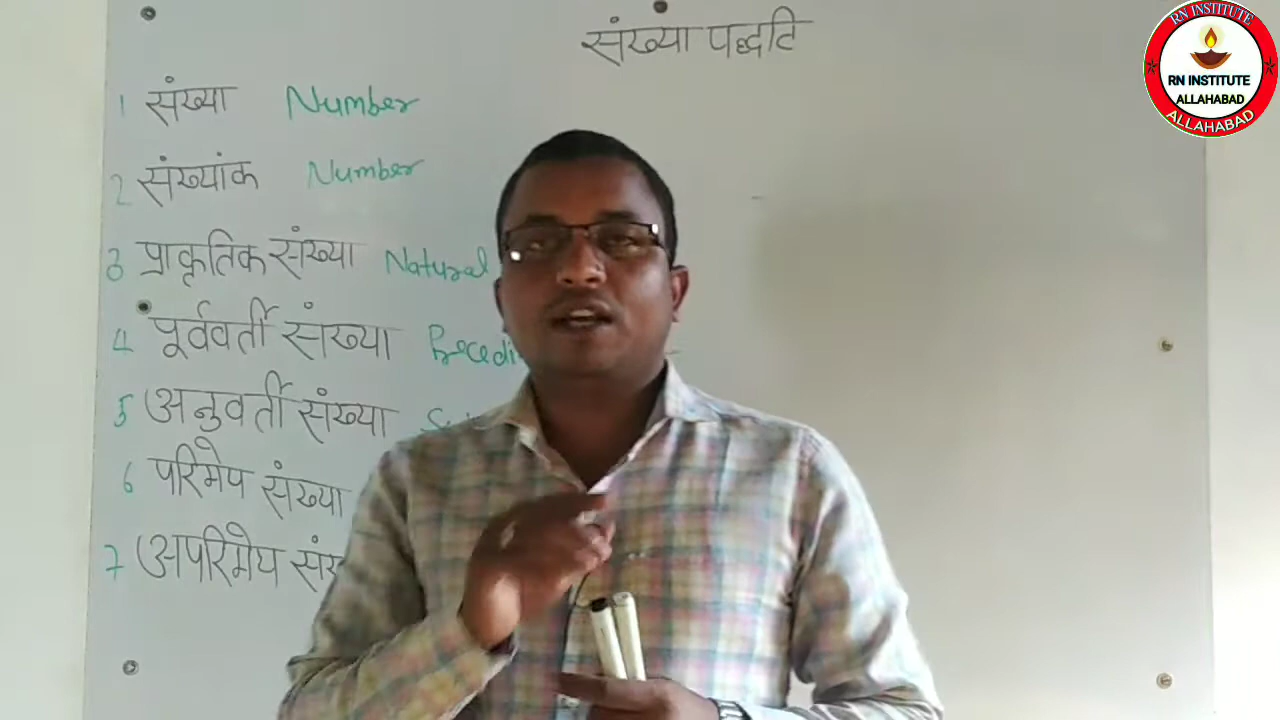 संख्या पद्धति
1 संख्या Number
2 संख्यांक Number
3 प्राकृतिक संख्या Natural
4 पूर्ववर्ती संख्या
5 अनुवर्ती संख्या
6 परिमेप संख्या
7 अपरिमेय
RN INSTITUTE
RN INSTITUTE
ALLAHABAD
ALLAHABAD